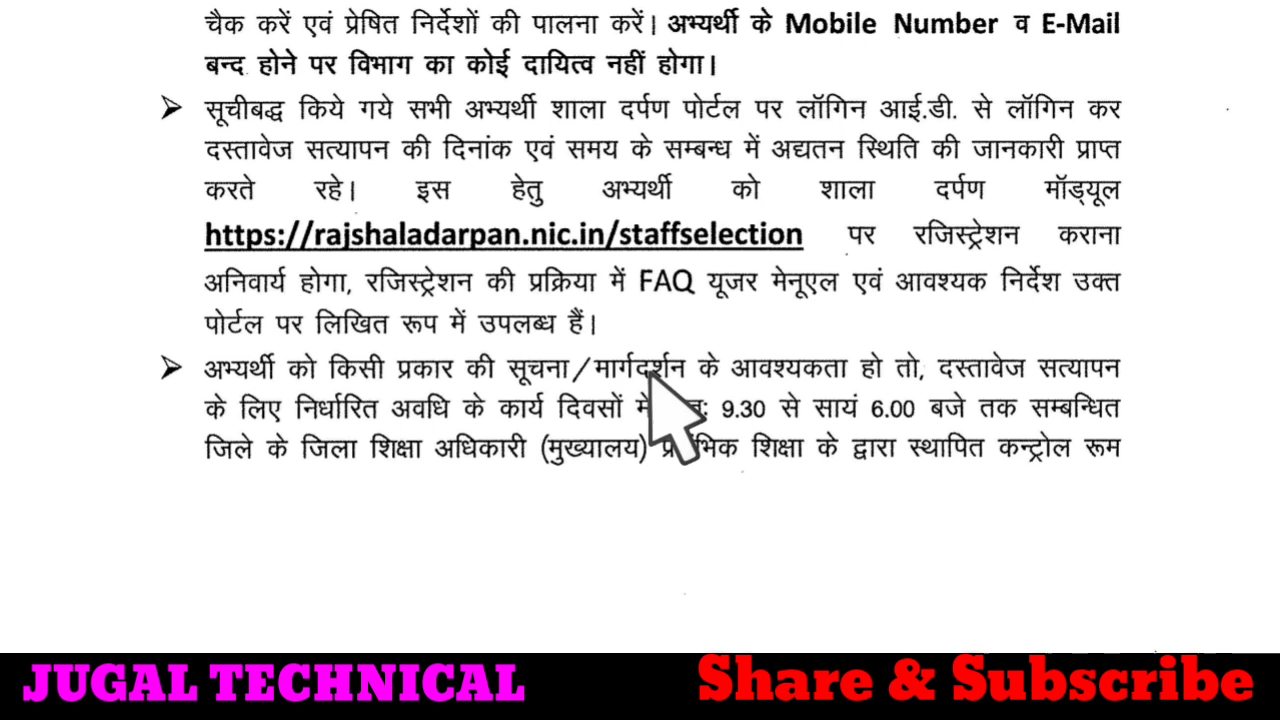 चैक करें एवं प्रेषित निर्देशों की पालना करें। अभ्यर्थी के Mobile Number व E-Mail
बन्द होने पर विभाग का कोई दायित्व नहीं होगा।
➢ सूचीबद्ध किये गये सभी अभ्यर्थी शाला दर्पण पोर्टल पर लॉगिन आई.डी. से लॉगिन कर
दस्तावेज सत्यापन की दिनांक एवं समय के सम्बन्ध में अद्यतन स्थिति की जानकारी प्राप्त
करते रहे। इस हेतु अभ्यर्थी को शाला दर्पण मॉड्यूल
https://rajshaladarpan.nic.in/staffselection पर रजिस्ट्रेशन कराना
अनिवार्य होगा, रजिस्ट्रेशन की प्रक्रिया में FAQ यूजर मेनूएल एवं आवश्यक निर्देश उक्त
पोर्टल पर लिखित रूप में उपलब्ध हैं।
➢ अभ्यर्थी को किसी प्रकार की सूचना/मार्गदर्शन के आवश्यकता हो तो, दस्तावेज सत्यापन
के लिए निर्धारित अवधि के कार्य दिवसों में 9.30 से सायं 6.00 बजे तक सम्बन्धित
जिले के जिला शिक्षा अधिकारी (मुख्यालय) शिक्षा के द्वारा स्थापित कन्ट्रोल रूम
JUGAL TECHNICAL
Share & Subscribe